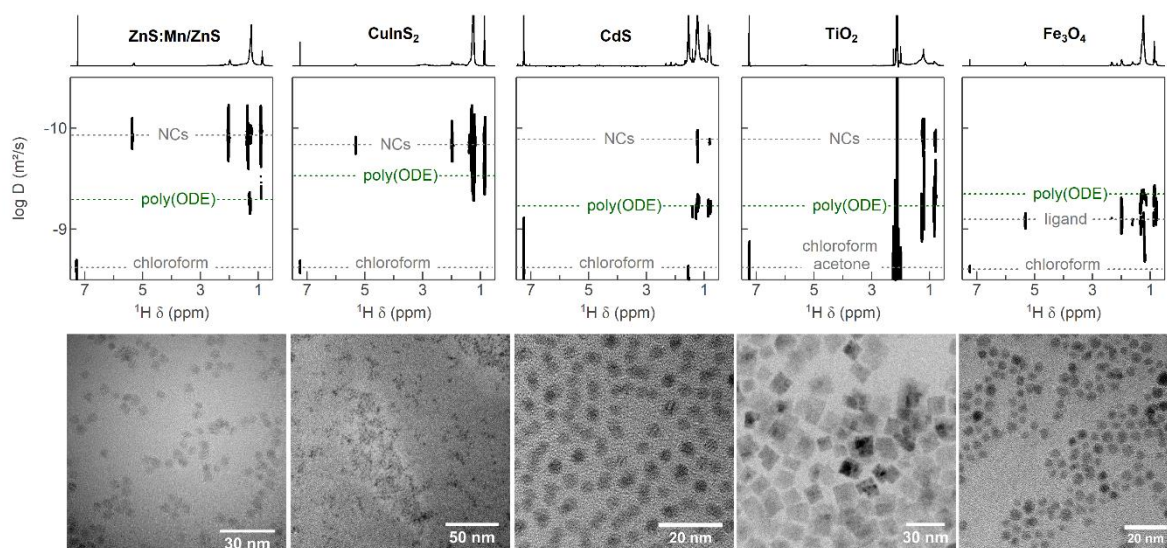 ZnS:Mn/ZnS
CuInS₂
CdS
TiO₂
Fe₃O₄
log D (m²/s)
-10
-9
NCs
poly(ODE)
chloroform
7 5 3 1
¹H δ (ppm)
NCs
poly(ODE)
chloroform
7 5 3 1
¹H δ (ppm)
NCs
poly(ODE)
chloroform
7 5 3 1
¹H δ (ppm)
NCs
poly(ODE)
chloroform
acetone
7 5 3 1
¹H δ (ppm)
poly(ODE)
ligand
chloroform
7 5 3 1
¹H δ (ppm)
30 nm
50 nm
20 nm
30 nm
20 nm